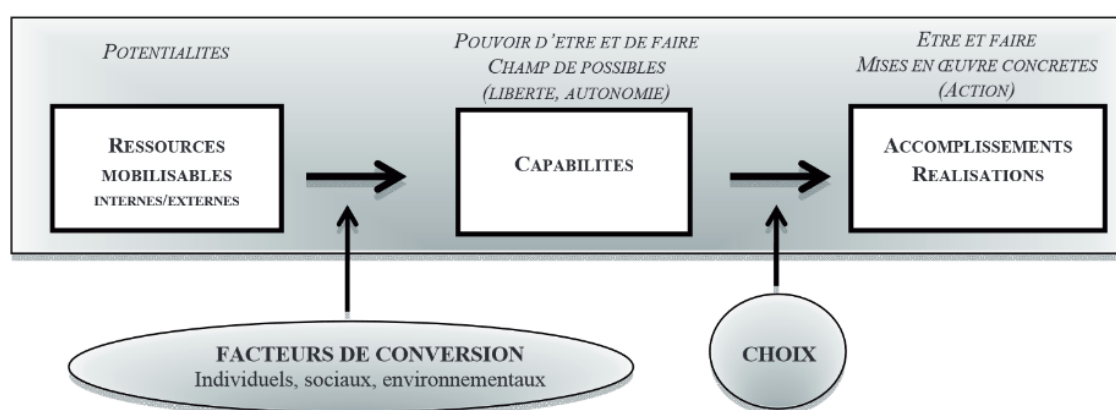 POTENTIALITES
RESSOURCES
MOBILISABLES
INTERNES/EXTERNES
POUVOIR D'ETRE ET DE FAIRE
CHAMP DE POSSIBLES
(LIBERTE, AUTONOMIE)
CAPABILITES
ETRE ET FAIRE
MISES EN ŒUVRE CONCRETES
(ACTION)
ACCOMPLISSEMENTS
REALISATIONS
FACTEURS DE CONVERSION
Individuels, sociaux, environnementaux
CHOIX